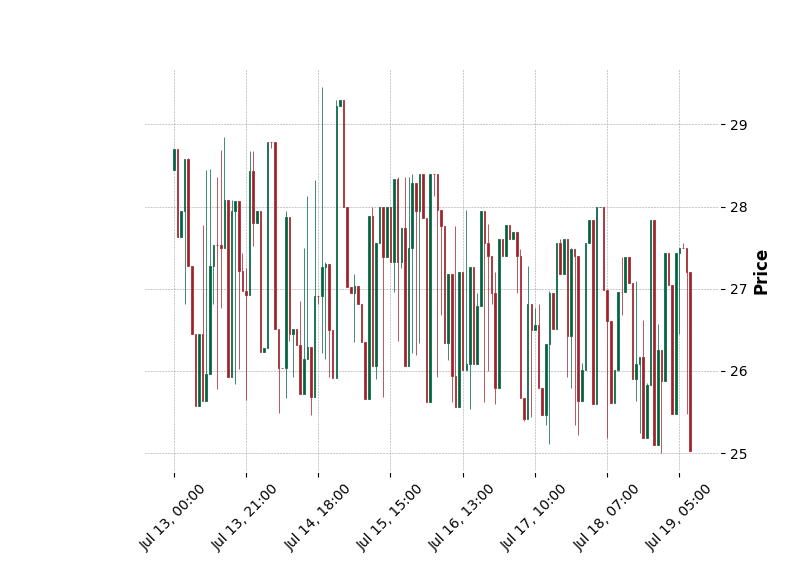 29
28
27
26
25
Price
Jul 13, 00:00
Jul 13, 21:00
Jul 14, 18:00
Jul 15, 15:00
Jul 16, 13:00
Jul 17, 10:00
Jul 18, 07:00
Jul 19, 05:00